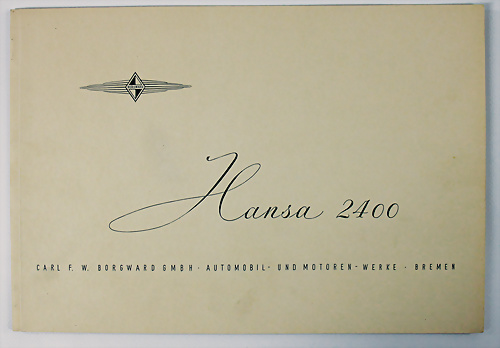 Hansa 2400
CARL F. W. BORGWARD GMBH · AUTOMOBIL- UND MOTOREN-WERKE · BREMEN